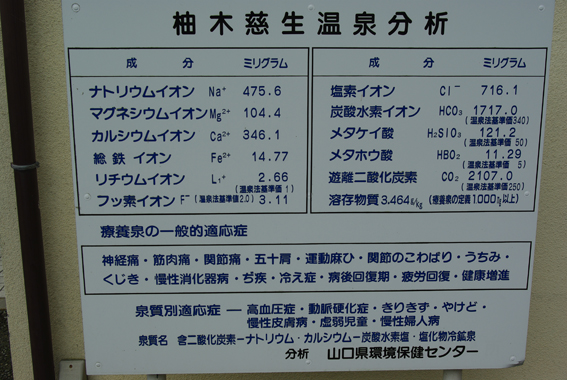 柚木慈生温泉分析
成 分 ミリグラム
ナトリウムイオン Na⁺ 475.6
マグネシウムイオン Mg²⁺ 104.4
カルシウムイオン Ca²⁺ 346.1
総鉄イオン Fe²⁺ 14.77
リチウムイオン L₁⁺ 2.66
(温泉法基準値 1)
フッ素イオン F⁻ (温泉法基準値2.0) 3.11
成 分 ミリグラム
塩素イオン Cl⁻ 716.1
炭酸水素イオン HCO₃ 1717.0
(温泉法基準値340)
メタケイ酸 H₂SIO₃ 121.2
(温泉法基準値 50)
メタホウ酸 HBO₂ 11.29
(温泉法基準値 5)
遊離二酸化炭素 CO₂ 2107.0
(温泉法基準値250)
溶存物質 3.464g/kg (療養泉の定義1000mg以上)
療養泉の一般的適応症
神経痛・筋肉痛・関節痛・五十肩・運動麻ひ・関節のこわばり・うちみ・
くじき・慢性消化器病・ぢ疾・冷え症・病後回復期・疲労回復・健康増進
泉質別適応症 ― 高血圧症・動脈硬化症・きりきず・やけど・
慢性皮膚病・虚弱児童・慢性婦人病
泉質名 含二酸化炭素ーナトリウム・カルシウムー炭酸水素塩・塩化物冷鉱泉
分析 山口県環境保健センター